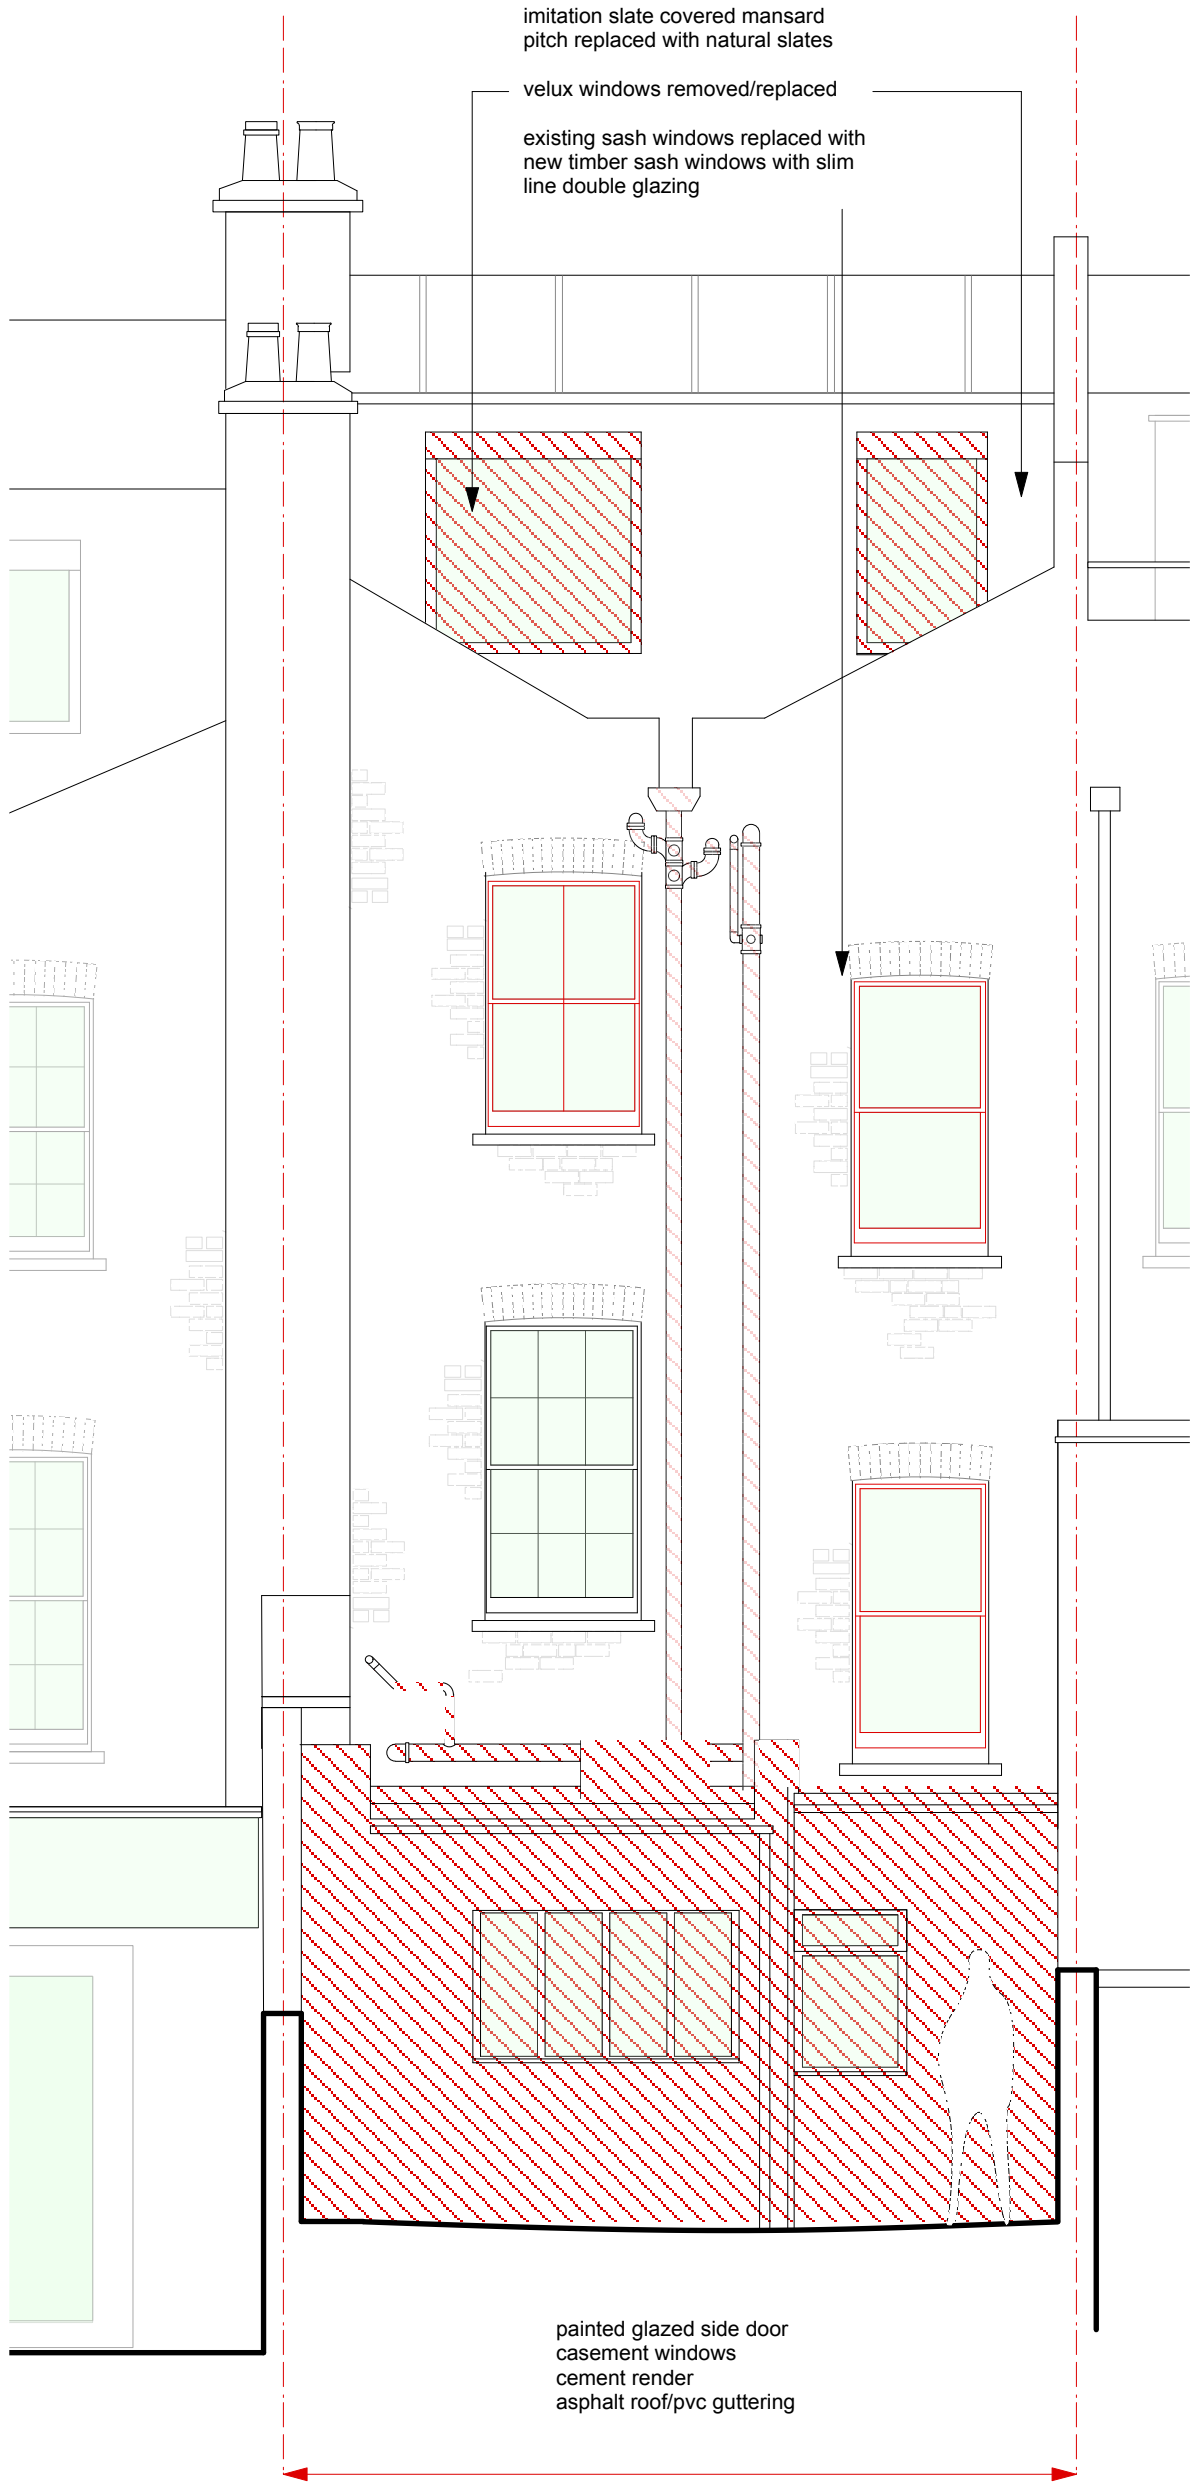 imitation slate covered mansard
pitch replaced with natural slates
velux windows removed/replaced
existing sash windows replaced with
new timber sash windows with slim
line double glazing
painted glazed side door
casement windows
cement render
asphalt roof/pvc guttering